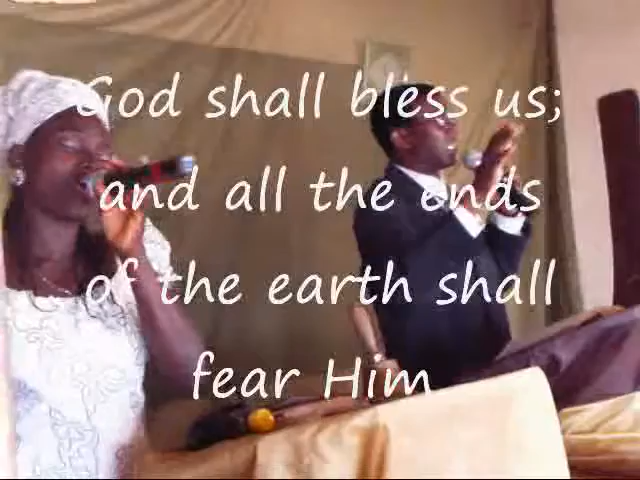 God shall bless us;
and all the ends
of the earth shall
fear Him